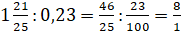 1 21/25 : 0,23 = 46/25 : 23/100 = 8/1